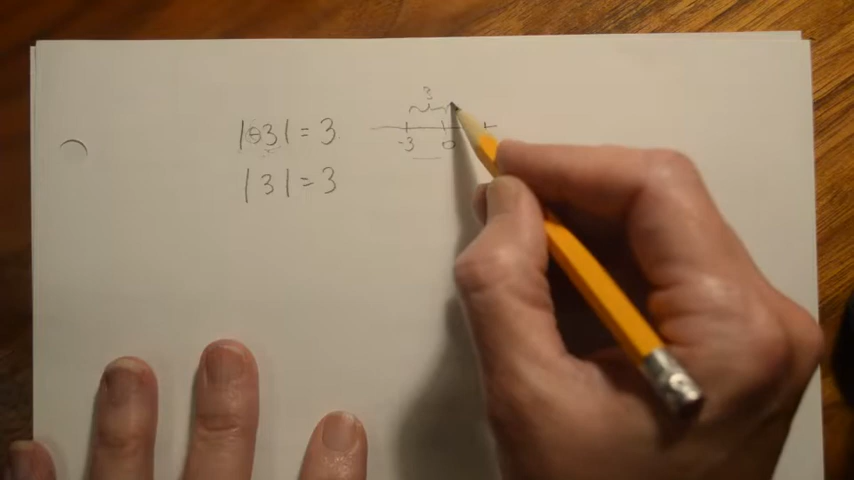 |-3| = 3
|3| = 3
3
-3 0